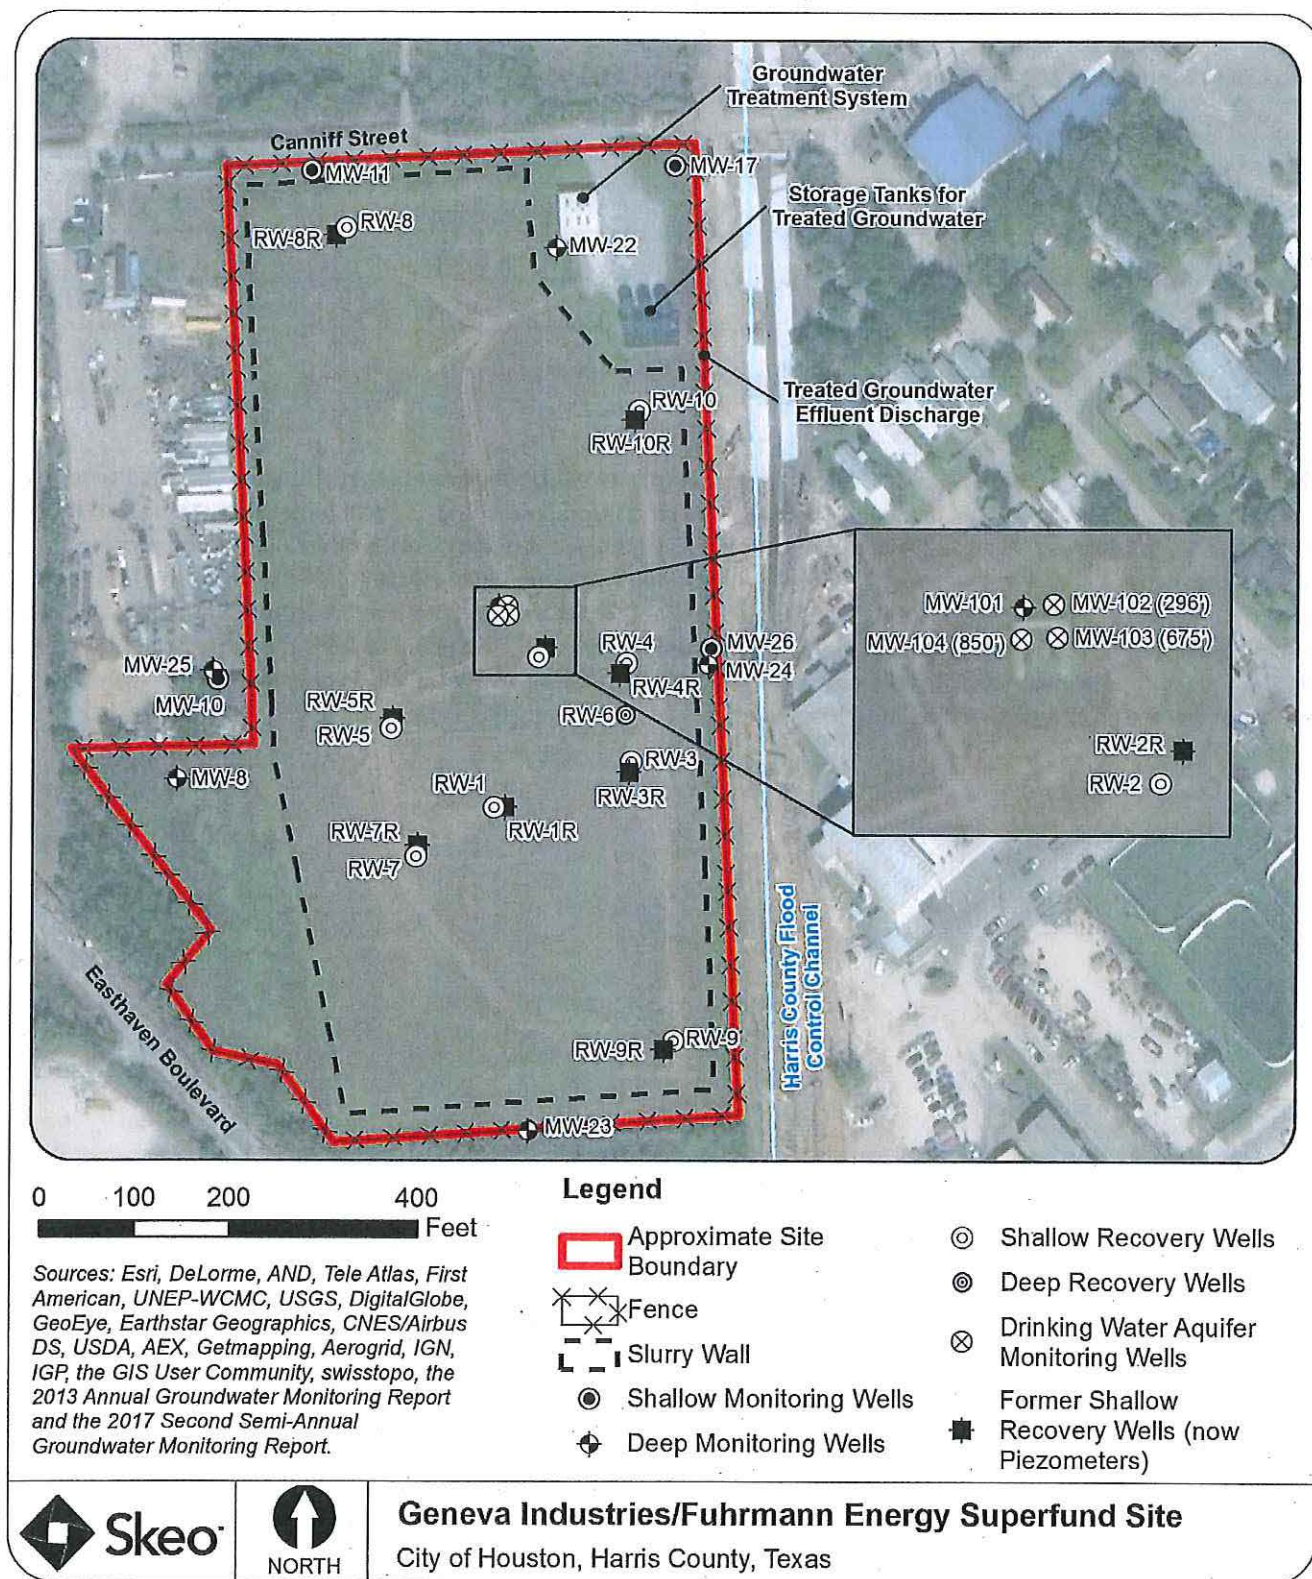 Groundwater
Treatment System
Canniff Street
MW-11
MW-17
Storage Tanks for
Treated Groundwater
RW-8
RW-8R
MW-22
Treated Groundwater
Effluent Discharge
RW-10
RW-10R
MW-101
MW-102 (296')
MW-104 (850')
MW-103 (675')
RW-2R
RW-2
RW-4
MW-26
MW-24
RW-4R
MW-25
MW-10
RW-5R
RW-5
RW-6
MW-8
RW-3
RW-3R
RW-1
RW-1R
RW-7R
RW-7
Easthaven Boulevard
Harris County Flood
Control Channel
RW-9
RW-9R
MW-23
0 100 200 400
Feet
Sources: Esri, DeLorme, AND, Tele Atlas, First
American, UNEP-WCMC, USGS, DigitalGlobe,
GeoEye, Earthstar Geographics, CNES/Airbus
DS, USDA, AEX, Getmapping, Aerogrid, IGN,
IGP, the GIS User Community, swisstopo, the
2013 Annual Groundwater Monitoring Report
and the 2017 Second Semi-Annual
Groundwater Monitoring Report.
Legend
Approximate Site
Boundary
Fence
Slurry Wall
Shallow Monitoring Wells
Deep Monitoring Wells
Shallow Recovery Wells
Deep Recovery Wells
Drinking Water Aquifer
Monitoring Wells
Former Shallow
Recovery Wells (now
Piezometers)
Skeo
NORTH
Geneva Industries/Fuhrmann Energy Superfund Site
City of Houston, Harris County, Texas